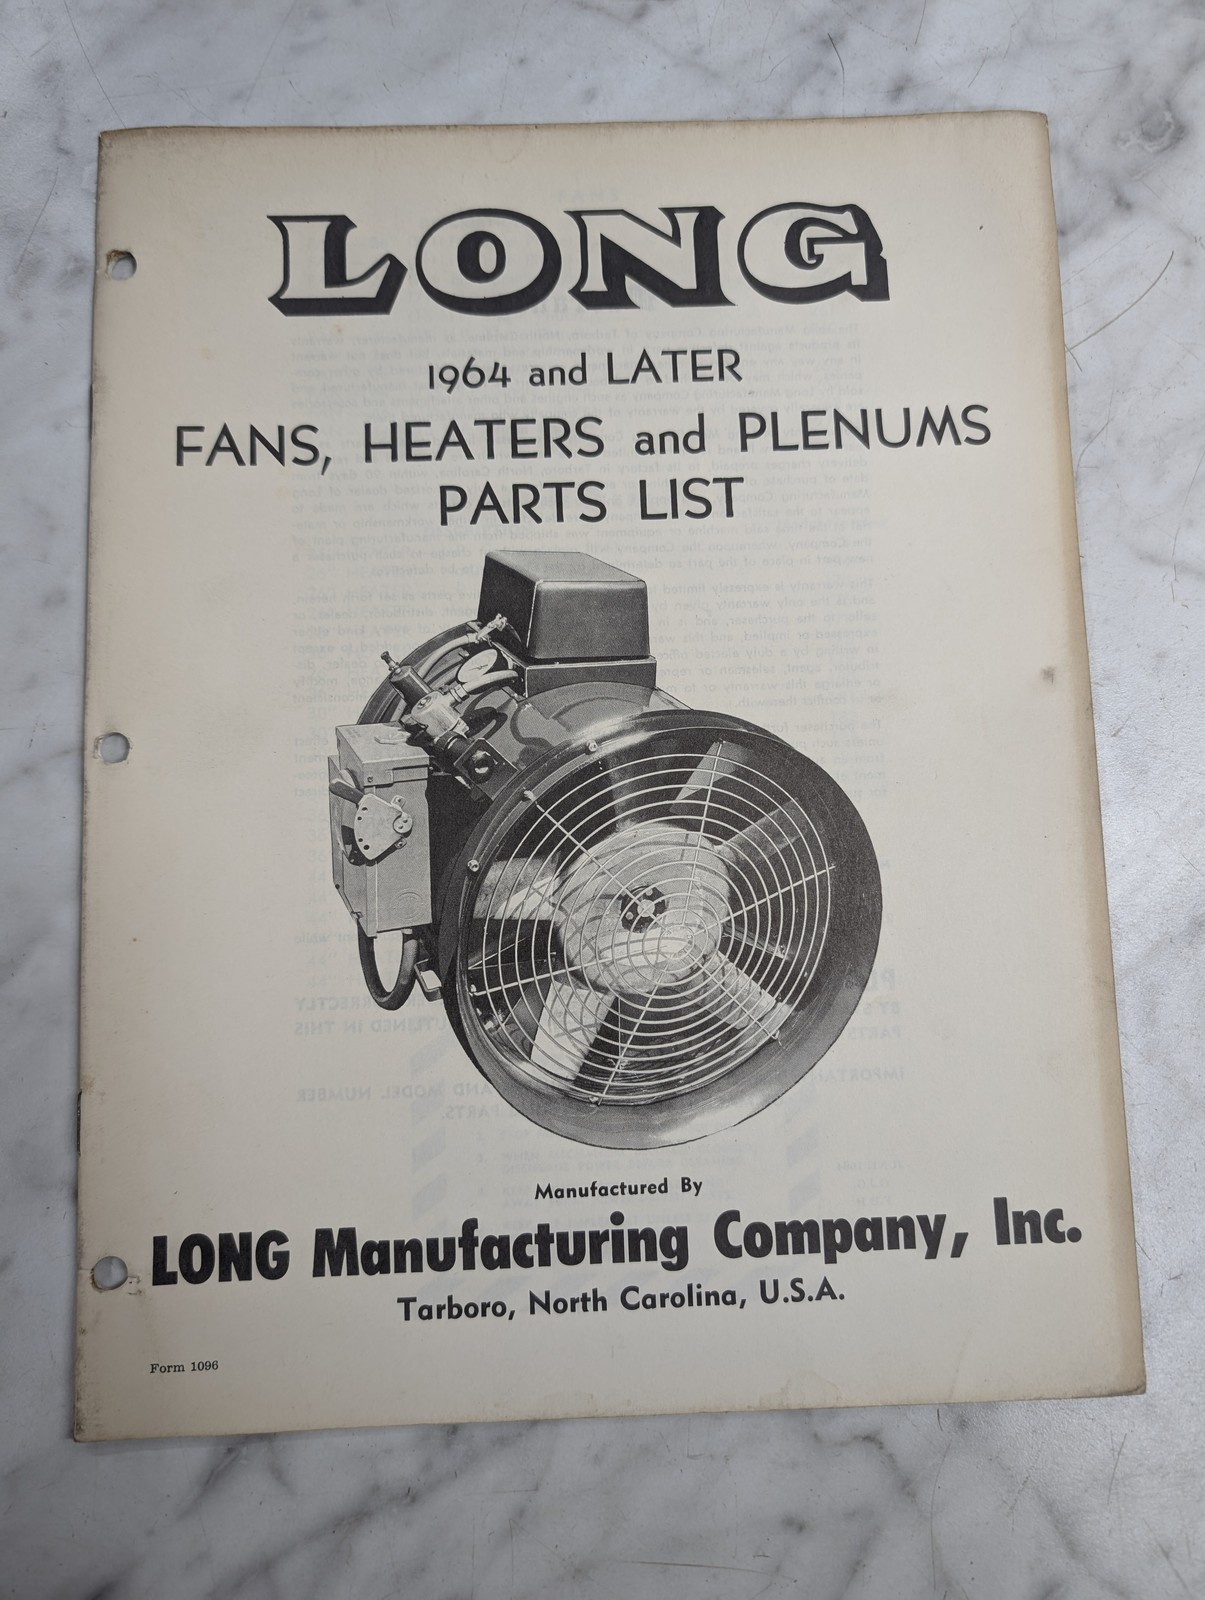 LONG
1964 and LATER
FANS, HEATERS and PLENUMS
PARTS LIST
Manufactured By
LONG Manufacturing Company, Inc.
Tarboro, North Carolina, U.S.A.
Form 1096